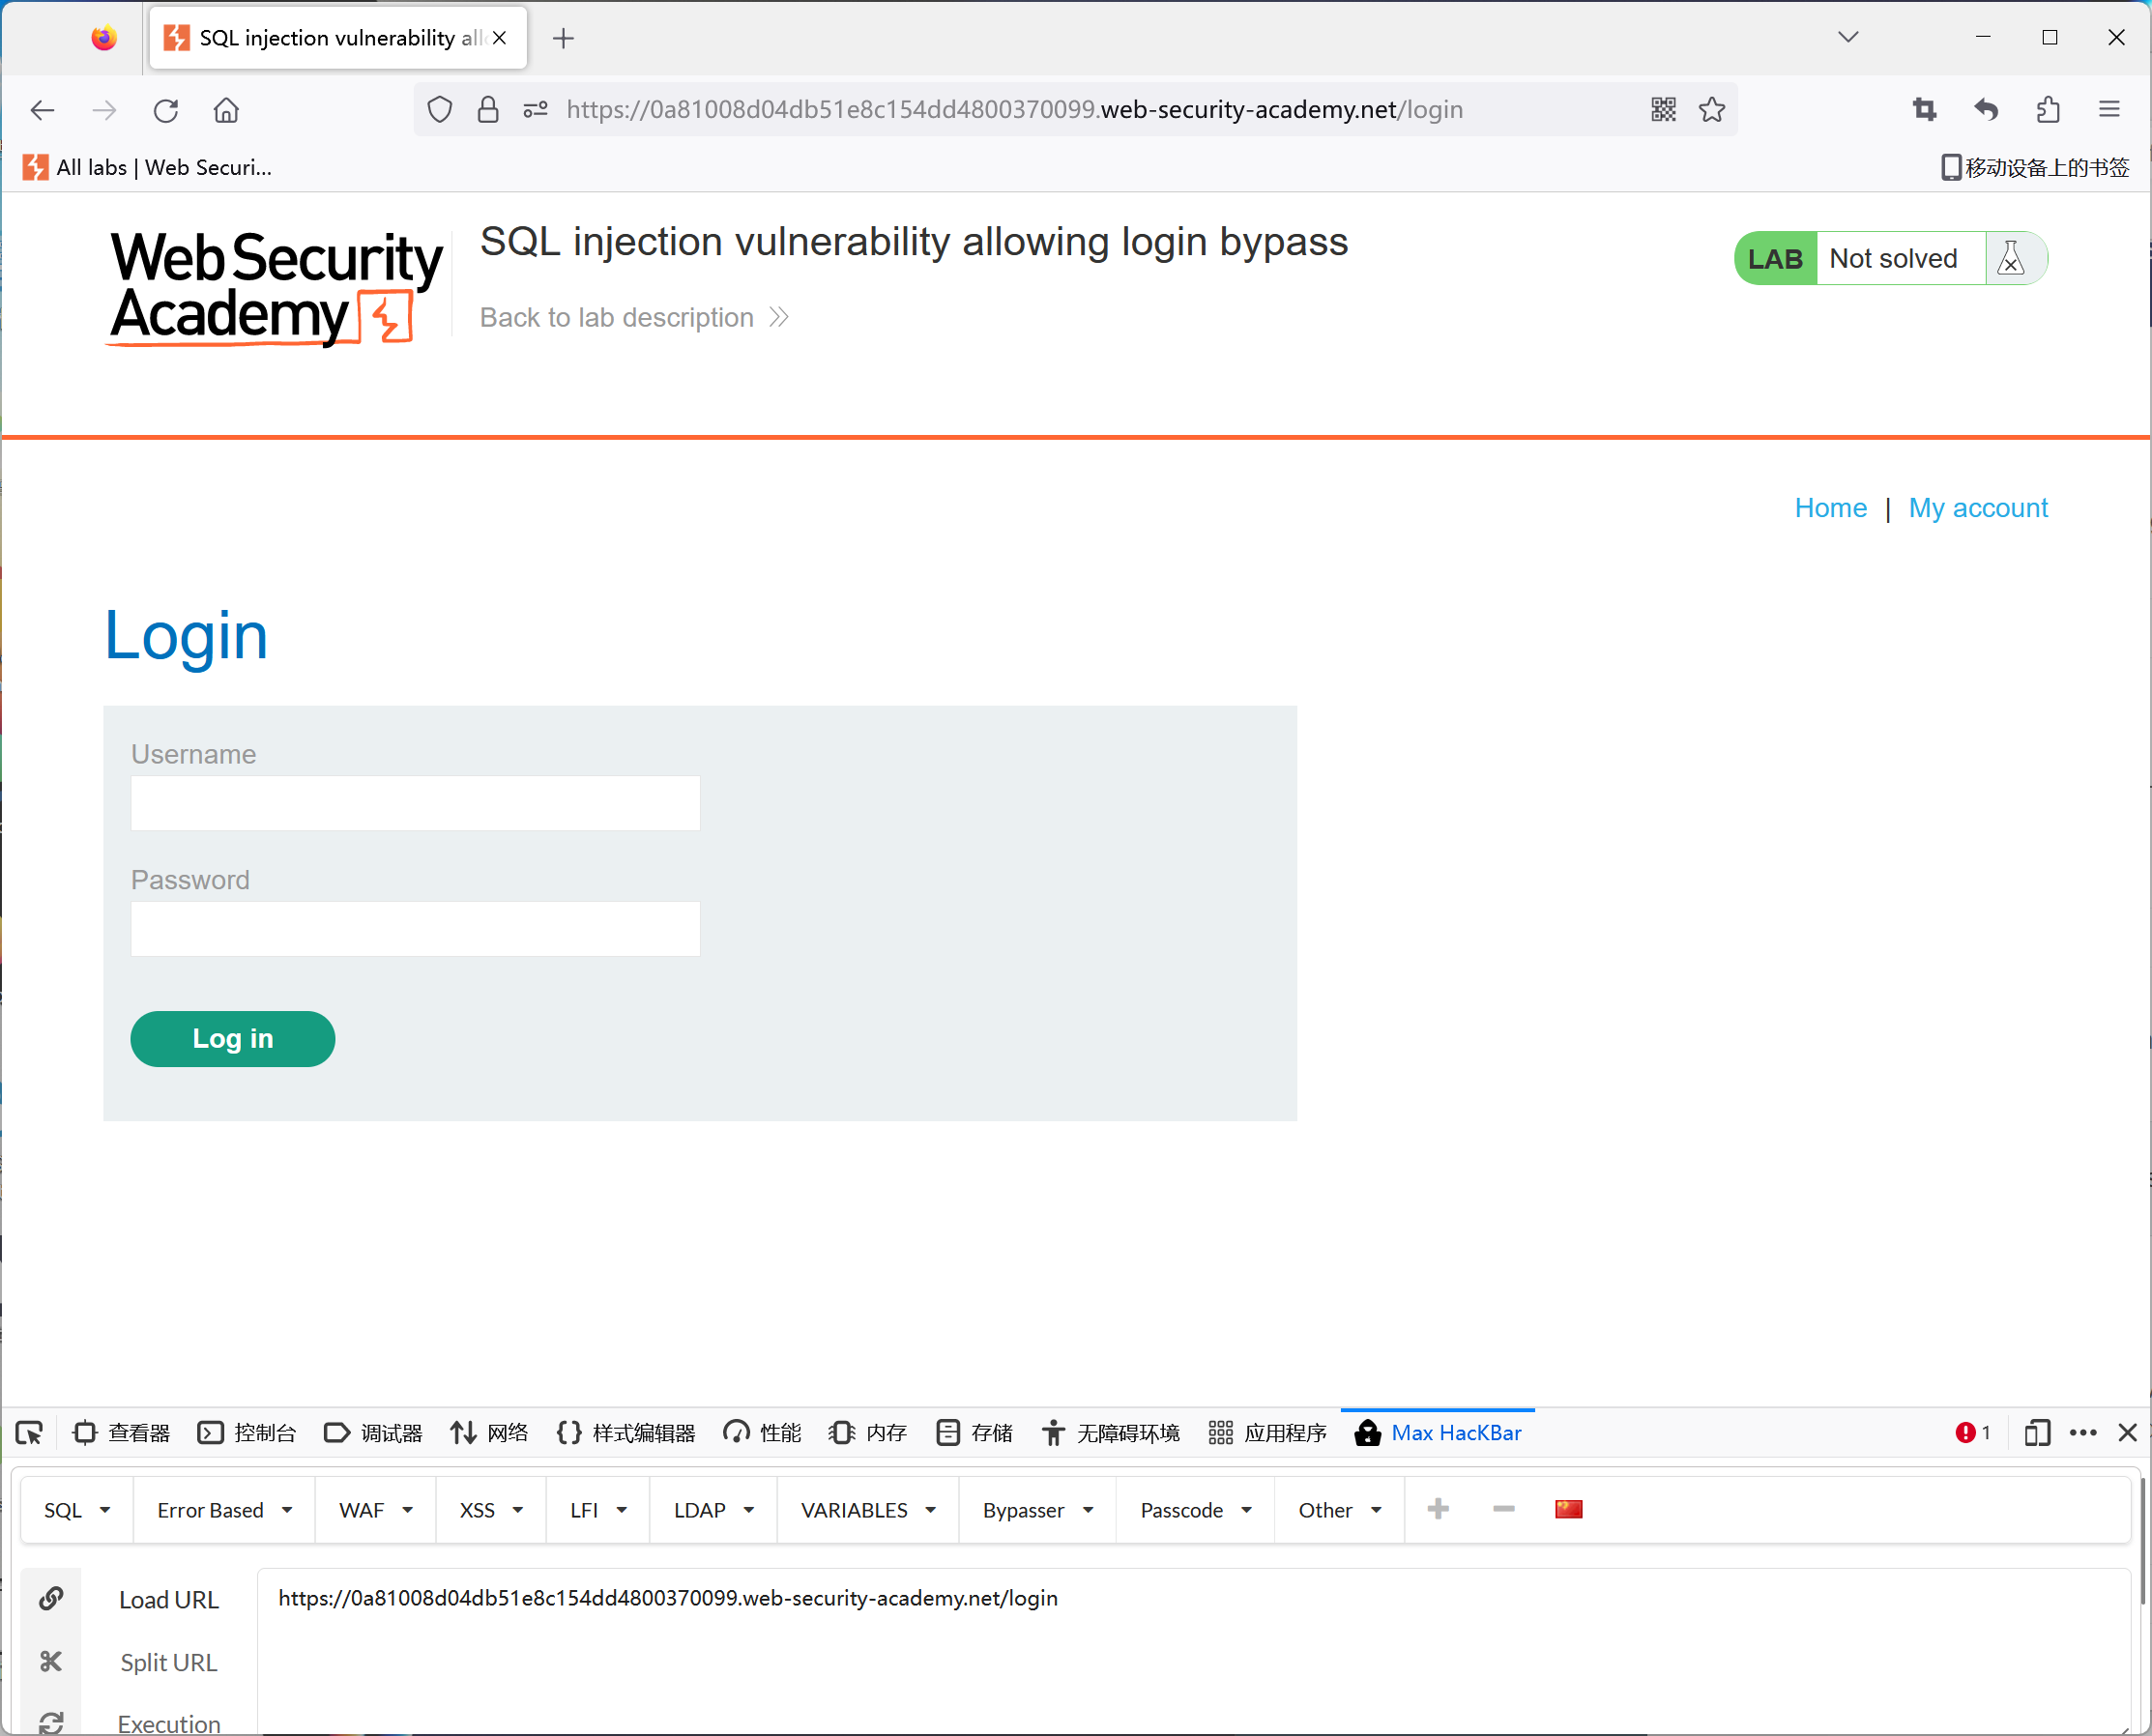 SQL injection vulnerability all
https://0a81008d04db51e8c154dd4800370099.web-security-academy.net/login
All labs | Web Securi...
移动设备上的书签
Web Security
Academy
SQL injection vulnerability allowing login bypass
Back to lab description
LAB Not solved
Home | My account
Login
Username
Password
Log in
查看器 控制台 调试器 网络 样式编辑器 性能 内存 存储 无障碍环境 应用程序 Max HacKBar 1
SQL Error Based WAF XSS LFI LDAP VARIABLES Bypasser Passcode Other
Load URL https://0a81008d04db51e8c154dd4800370099.web-security-academy.net/login
Split URL
Execution